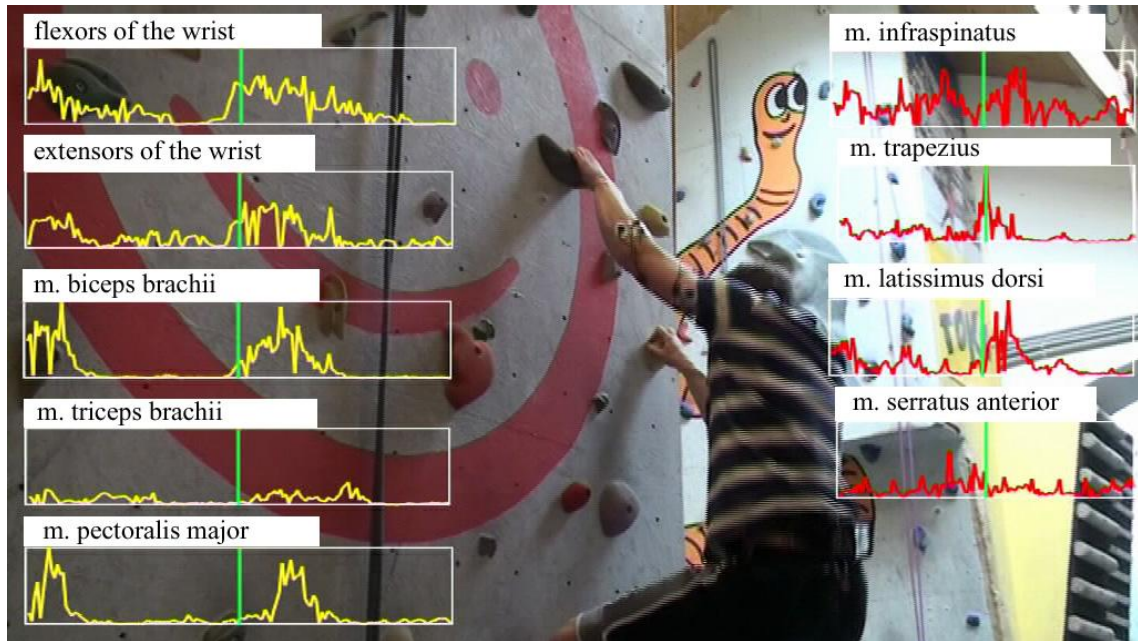 flexors of the wrist
extensors of the wrist
m. biceps brachii
m. triceps brachii
m. pectoralis major
m. infraspinatus
m. trapezius
m. latissimus dorsi
m. serratus anterior